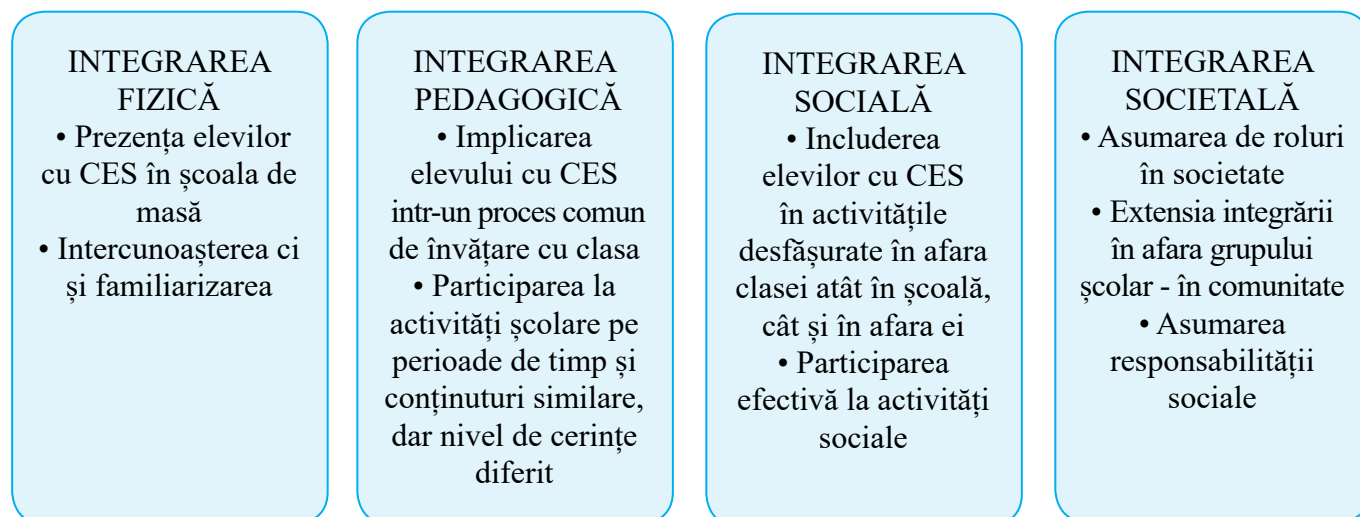 INTEGRAREA
FIZICĂ
• Prezența elevilor
cu CES în școala de
masă
• Intercunoașterea ci
și familiarizarea
INTEGRAREA
PEDAGOGICĂ
• Implicarea
elevului cu CES
intr-un proces comun
de învățare cu clasa
• Participarea la
activități școlare pe
perioade de timp și
conținuturi similare,
dar nivel de cerințe
diferit
INTEGRAREA
SOCIALĂ
• Includerea
elevilor cu CES
în activitățile
desfășurate în afara
clasei atât în școală,
cât și în afara ei
• Participarea
efectivă la activități
sociale
INTEGRAREA
SOCIETALĂ
• Asumarea de roluri
în societate
• Extensia integrării
în afara grupului
școlar - în comunitate
• Asumarea
responsabilității
sociale